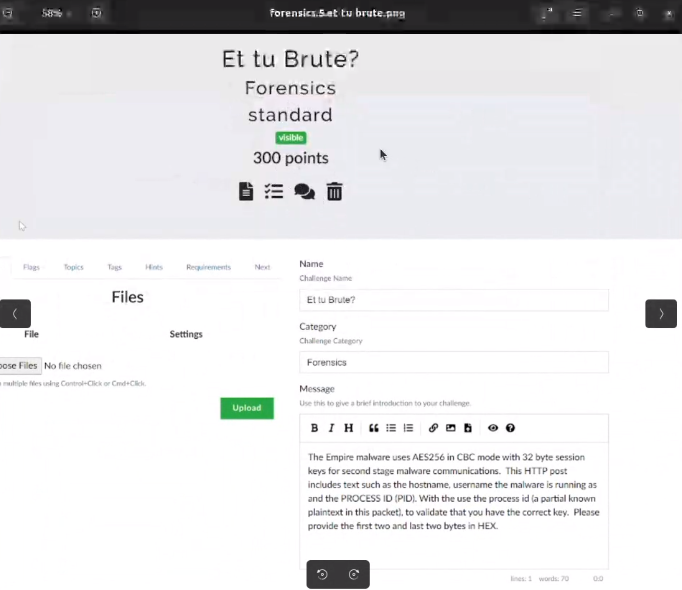 58%
forensics.5.et tu brute.png
Et tu Brute?
Forensics
standard
visible
300 points
Flags Topics Tags Hints Requirements Next
Files
File Settings
Files No file chosen
multiple files using Control+Click or Cmd+Click.
Upload
Name
Challenge Name
Et tu Brute?
Category
Challenge Category
Forensics
Message
Use this to give a brief introduction to your challenge.
B I H
The Empire malware uses AES256 in CBC mode with 32 byte session
keys for second stage malware communications. This HTTP post
includes text such as the hostname, username the malware is running as
and the PROCESS ID (PID). With the use the process id (a partial known
plaintext in this packet), to validate that you have the correct key. Please
provide the first two and last two bytes in HEX.
lines: 1 words: 70 0:0